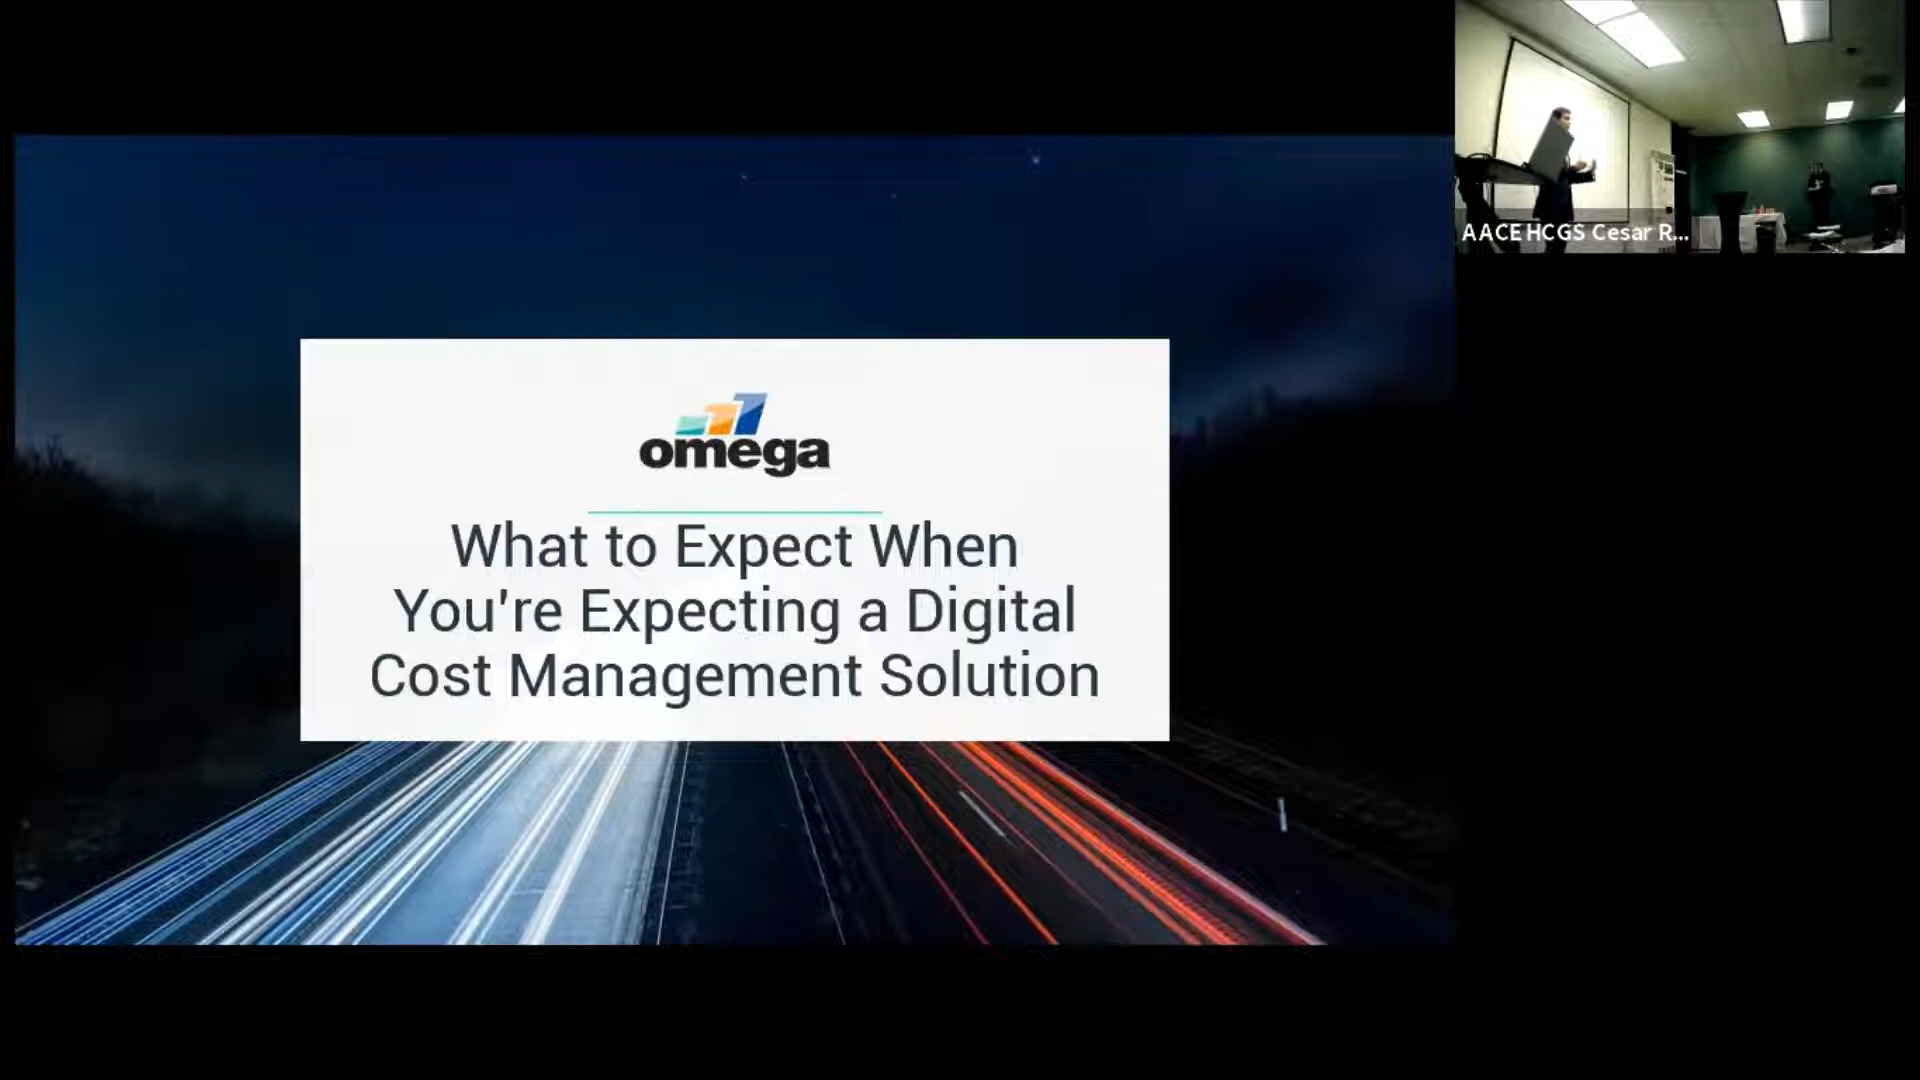 omega
What to Expect When
You're Expecting a Digital
Cost Management Solution
AACE HCGS Cesar R...